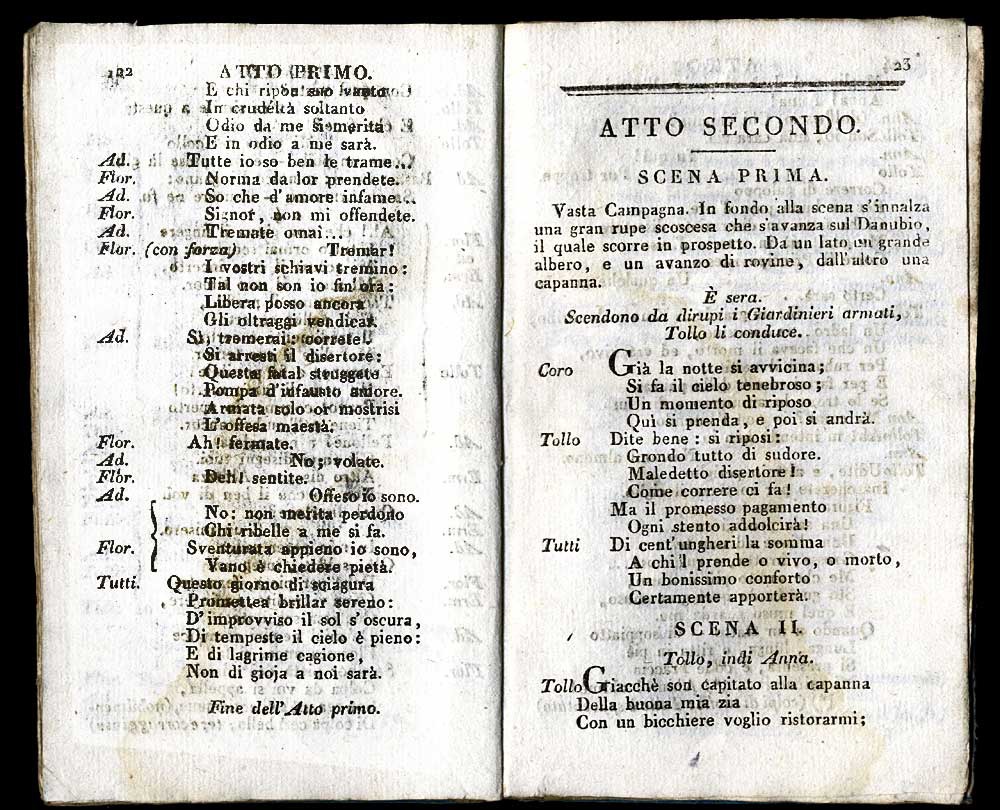 122 ATTO PRIMO.
E chi ripon suo vanto
In crudeltà soltanto
Odio da me si merita
E in odio a me sarà.
Ad. Tutte io so ben le trame..
Flor. Norma da lor prendete.
Ad. So che d'amore infame..
Flor. Signor, non mi offendete.
Ad. Tremate omai...
Flor. (con forza) Tremar!
I vostri schiavi tremino:
Tal non son io fin'ora:
Libera posso ancora
Gli oltraggi vendicar.
Ad. Sì, tremerai: correte:
Si arresti il disertore:
Questa fatal struggete
Pompa d'infausto amore.
Armata solo or mostrisi
L'offesa maestà.
Flor. Ah! fermate.
Ad. No; volate.
Flor. Deh! sentite.
Ad. Offeso io sono.
No: non merita perdono
Chi ribelle a me si fa.
Flor. Sventurata appieno io sono,
Vano è chiedere pietà.
Tutti. Questo giorno di sciagura
Promettea brillar sereno:
D'improvviso il sol s'oscura,
Di tempeste il cielo è pieno:
E di lagrime cagione,
Non di gioja a noi sarà.
Fine dell'Atto primo.
23
ATTO SECONDO.
SCENA PRIMA.
Vasta Campagna. In fondo alla scena s'innalza
una gran rupe scoscesa che s'avanza sul Danubio,
il quale scorre in prospetto. Da un lato un grande
albero, e un avanzo di rovine, dall'altro una
capanna.
È sera.
Scendono da dirupi i Giardinieri armati,
Tollo li conduce.
Coro Già la notte si avvicina;
Si fa il cielo tenebroso;
Un momento di riposo
Qui si prenda, e poi si andrà.
Tollo Dite bene: si riposi:
Grondo tutto di sudore.
Maledetto disertore!
Come correre ci fa!
Ma il promesso pagamento
Ogni stento addolcirà!
Tutti Di cent'ungheri la somma
A chi'l prende o vivo, o morto,
Un bonissimo conforto
Certamente apporterà.
SCENA II.
Tollo, indi Anna.
Tollo Giacchè son capitato alla capanna
Della buona mia zia
Con un bicchiere voglio ristorarmi;